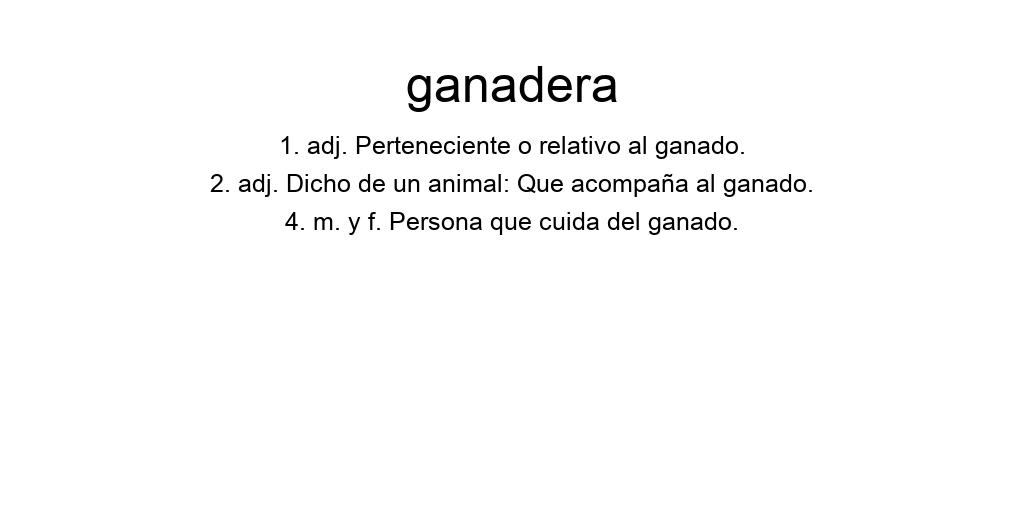 ganadera
1. adj. Perteneciente o relativo al ganado.
2. adj. Dicho de un animal: Que acompaña al ganado.
4. m. y f. Persona que cuida del ganado.